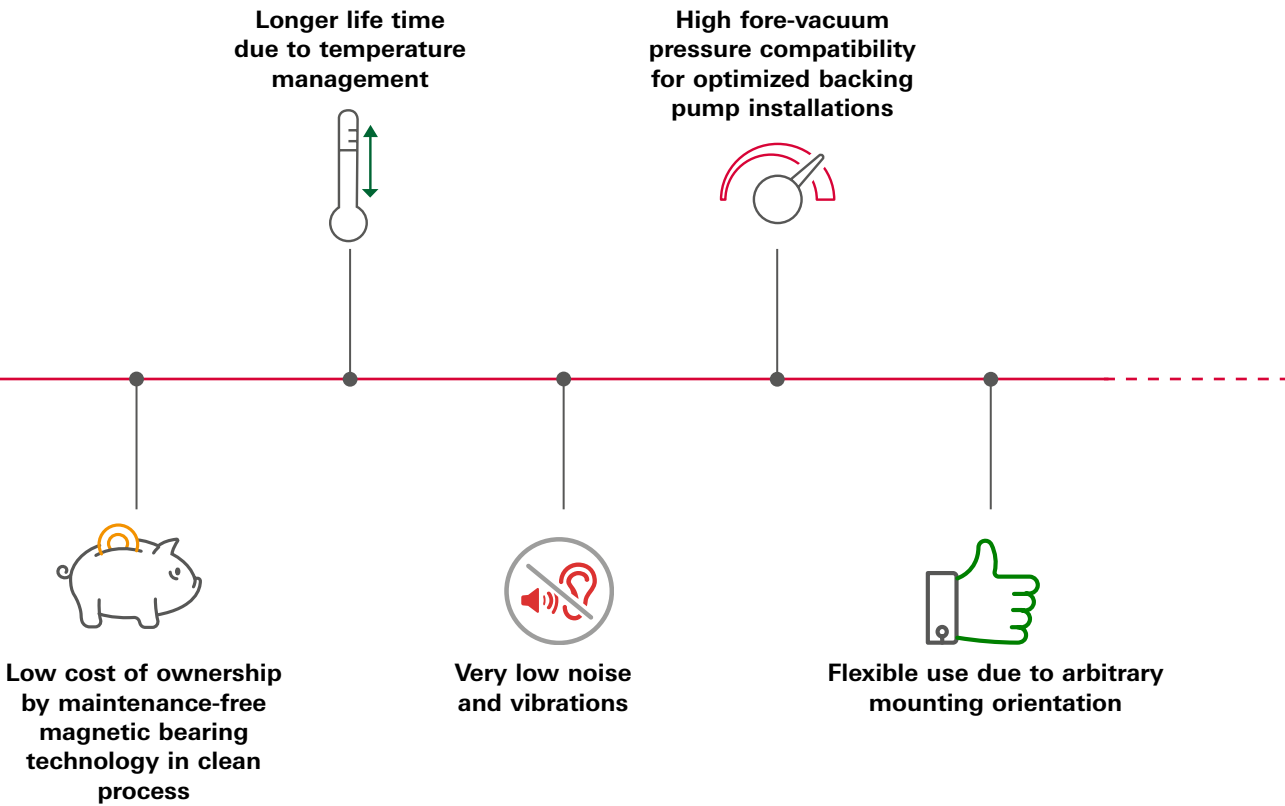 Longer life time
due to temperature
management
High fore-vacuum
pressure compatibility
for optimized backing
pump installations
Low cost of ownership
by maintenance-free
magnetic bearing
technology in clean
process
Very low noise
and vibrations
Flexible use due to arbitrary
mounting orientation